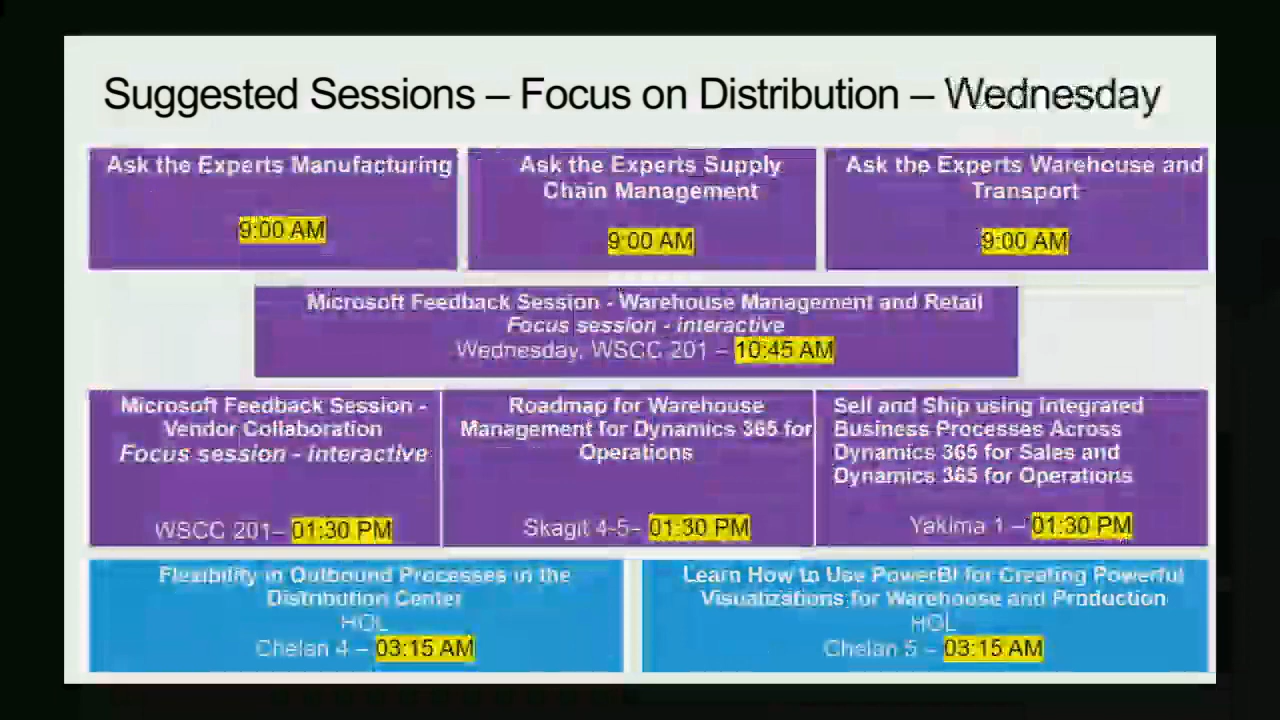 Suggested Sessions – Focus on Distribution – Wednesday
Ask the Experts Manufacturing
9:00 AM
Ask the Experts Supply
Chain Management
9:00 AM
Ask the Experts Warehouse and
Transport
9:00 AM
Microsoft Feedback Session - Warehouse Management and Retail
Focus session - interactive
Wednesday, WSCC 201 – 10:45 AM
Microsoft Feedback Session -
Vendor Collaboration
Focus session - interactive
WSCC 201– 01:30 PM
Roadmap for Warehouse
Management for Dynamics 365 for
Operations
Skagit 4-5– 01:30 PM
Sell and Ship using Integrated
Business Processes Across
Dynamics 365 for Sales and
Dynamics 365 for Operations
Yakima 1 – 01:30 PM
Flexibility in Outbound Processes in the
Distribution Center
HOL
Chelan 4 – 03:15 AM
Learn How to Use PowerBI for Creating Powerful
Visualizations for Warehouse and Production
HOL
Chelan 5 – 03:15 AM